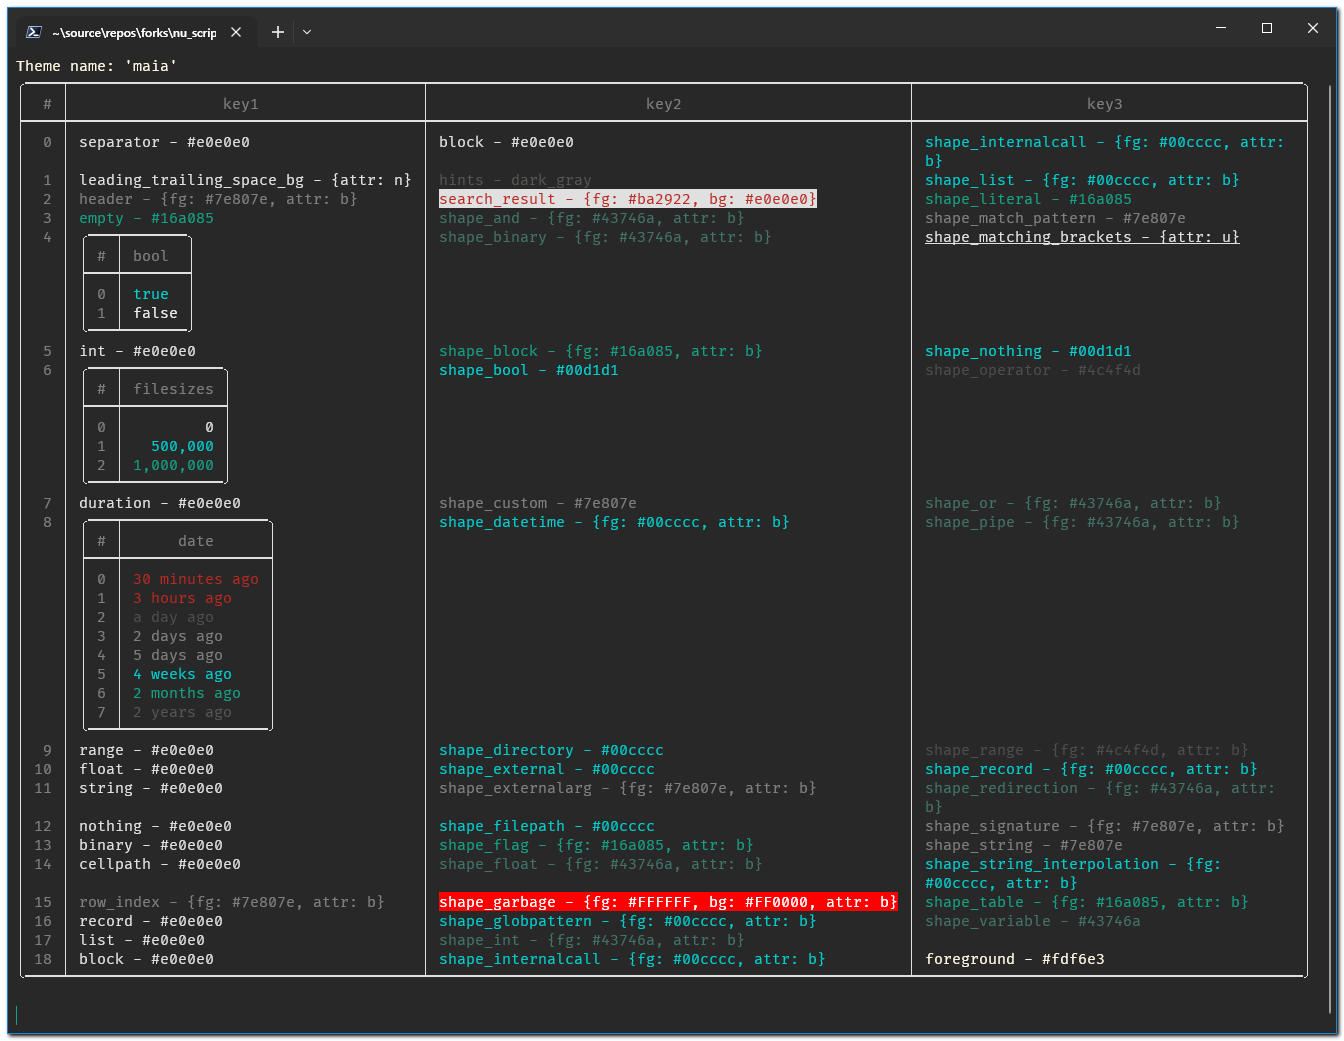 ~\source\repos\forks\nu_scrip
Theme name: 'maia'
# key1 key2 key3
0 separator - #e0e0e0 block - #e0e0e0 shape_internalcall - {fg: #00cccc, attr:
b}
1 leading_trailing_space_bg - {attr: n} hints - dark_gray shape_list - {fg: #00cccc, attr: b}
2 header - {fg: #7e807e, attr: b} search_result - {fg: #ba2922, bg: #e0e0e0} shape_literal - #16a085
3 empty - #16a085 shape_and - {fg: #43746a, attr: b} shape_match_pattern - #7e807e
4 shape_binary - {fg: #43746a, attr: b} shape_matching_brackets - {attr: u}
# bool
0 true
1 false
5 int - #e0e0e0 shape_block - {fg: #16a085, attr: b} shape_nothing - #00d1d1
6 shape_bool - #00d1d1 shape_operator - #4c4f4d
# filesizes
0 0
1 500,000
2 1,000,000
7 duration - #e0e0e0 shape_custom - #7e807e shape_or - {fg: #43746a, attr: b}
8 shape_datetime - {fg: #00cccc, attr: b} shape_pipe - {fg: #43746a, attr: b}
# date
0 30 minutes ago
1 3 hours ago
2 a day ago
3 2 days ago
4 5 days ago
5 4 weeks ago
6 2 months ago
7 2 years ago
9 range - #e0e0e0 shape_directory - #00cccc shape_range - {fg: #4c4f4d, attr: b}
10 float - #e0e0e0 shape_external - #00cccc shape_record - {fg: #00cccc, attr: b}
11 string - #e0e0e0 shape_externalarg - {fg: #7e807e, attr: b} shape_redirection - {fg: #43746a, attr:
b}
12 nothing - #e0e0e0 shape_filepath - #00cccc shape_signature - {fg: #7e807e, attr: b}
13 binary - #e0e0e0 shape_flag - {fg: #16a085, attr: b} shape_string - #7e807e
14 cellpath - #e0e0e0 shape_float - {fg: #43746a, attr: b} shape_string_interpolation - {fg:
#00cccc, attr: b}
15 row_index - {fg: #7e807e, attr: b} shape_garbage - {fg: #FFFFFF, bg: #FF0000, attr: b} shape_table - {fg: #16a085, attr: b}
16 record - #e0e0e0 shape_globpattern - {fg: #00cccc, attr: b} shape_variable - #43746a
17 list - #e0e0e0 shape_int - {fg: #43746a, attr: b}
18 block - #e0e0e0 shape_internalcall - {fg: #00cccc, attr: b} foreground - #fdf6e3